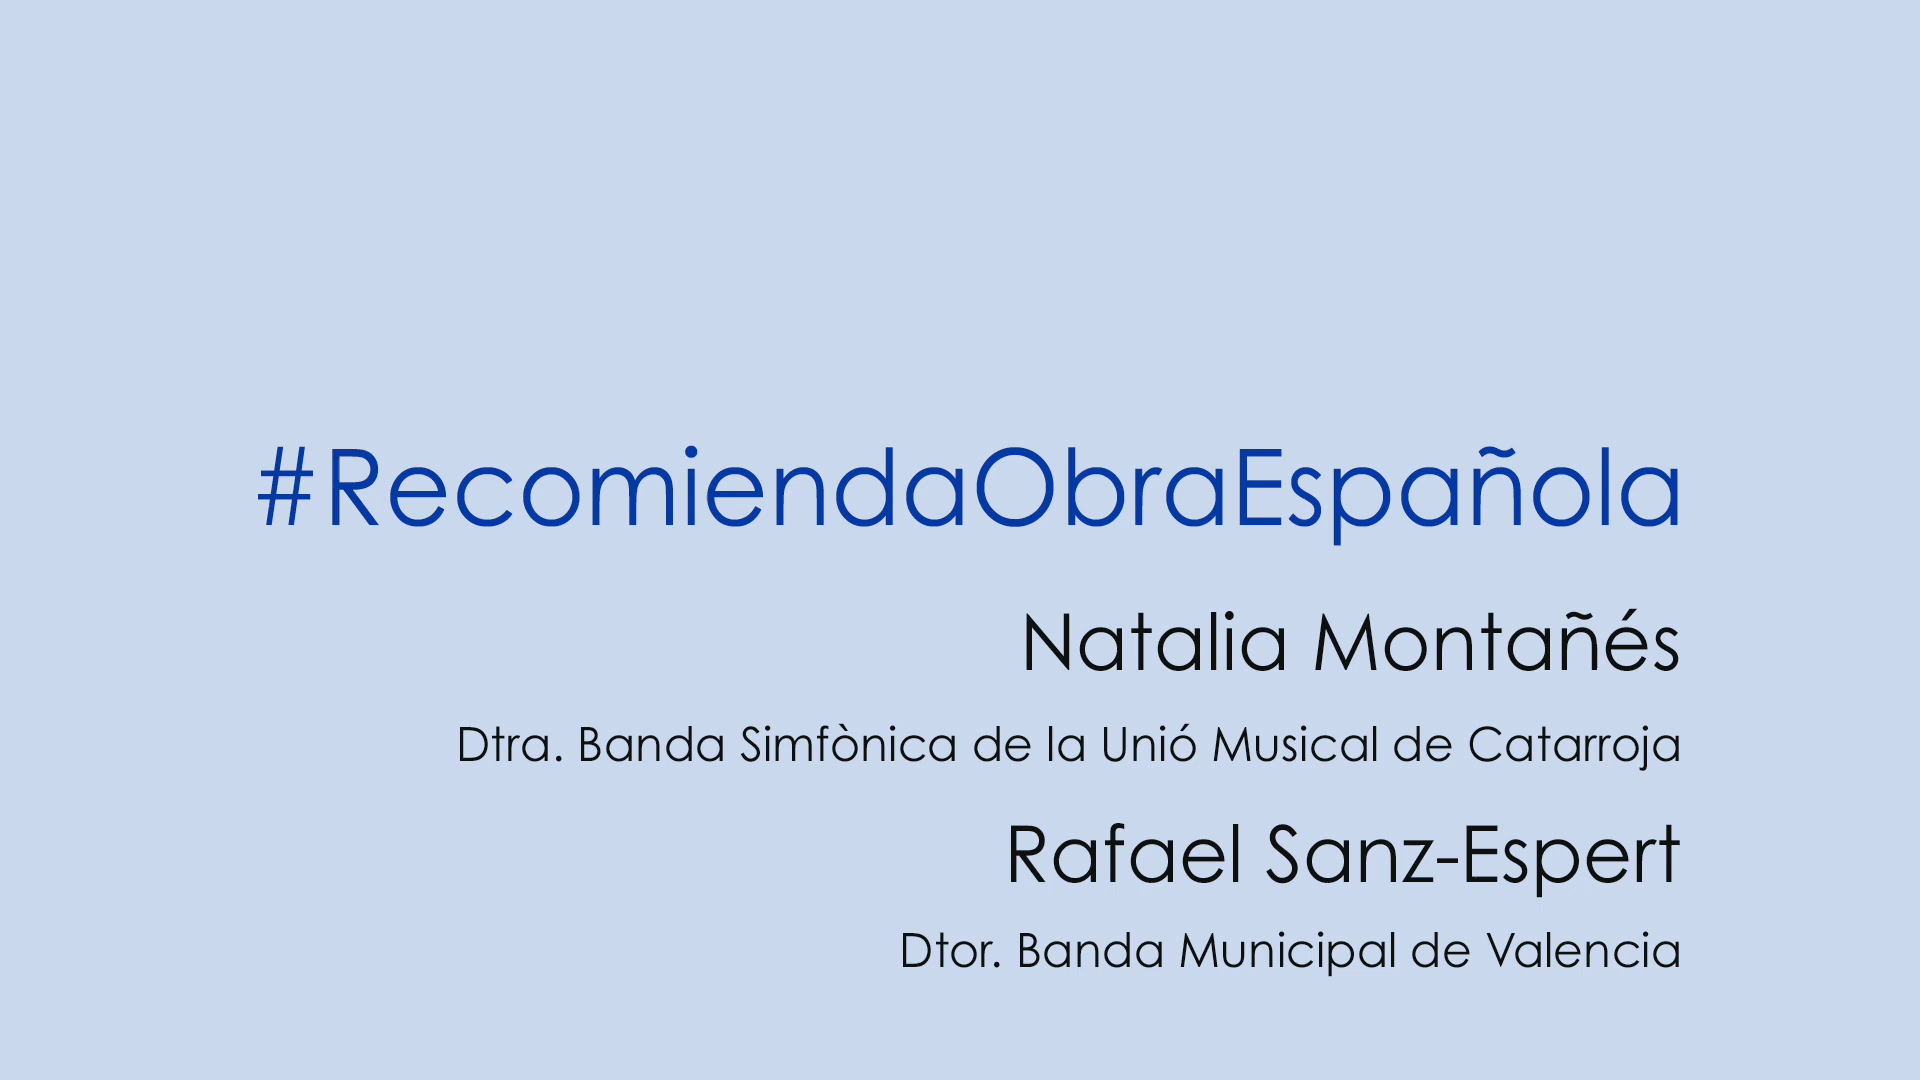 #RecomiendaObraEspañola
Natalia Montañés
Dtra. Banda Simfònica de la Unió Musical de Catarroja
Rafael Sanz-Espert
Dtor. Banda Municipal de Valencia